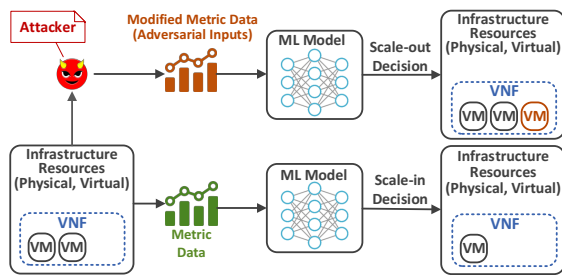 Attacker
Modified Metric Data
(Adversarial Inputs)
ML Model
Scale-out
Decision
Infrastructure
Resources
(Physical, Virtual)
VNF
VM
VM
VM
Infrastructure
Resources
(Physical, Virtual)
VNF
VM
VM
Metric
Data
ML Model
Scale-in
Decision
Infrastructure
Resources
(Physical, Virtual)
VNF
VM